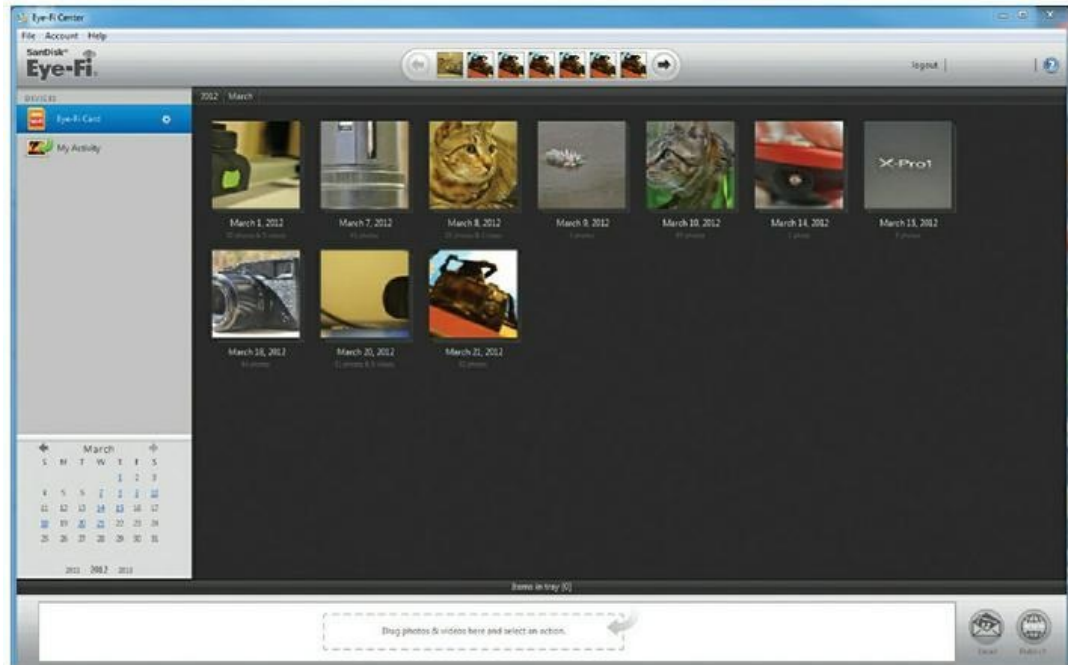 Eye-Fi Center
File Account Help
SanDisk
Eye-Fi
logout
DEVICES
2012 March
Eye-Fi Card
My Activity
X-Pro1
March 1, 2012 March 7, 2012 March 8, 2012 March 9, 2012 March 10, 2012 March 14, 2012 March 15, 2012
March 18, 2012 March 20, 2012 March 21, 2012
March
S M T W T F S
1 2 3
4 5 6 7 8 9 10
11 12 13 14 15 16 17
18 19 20 21 22 23 24
25 26 27 28 29 30 31
2011 2012 2013
Items in tray (0)
Drag photos & videos here and select an action.
Email Publish